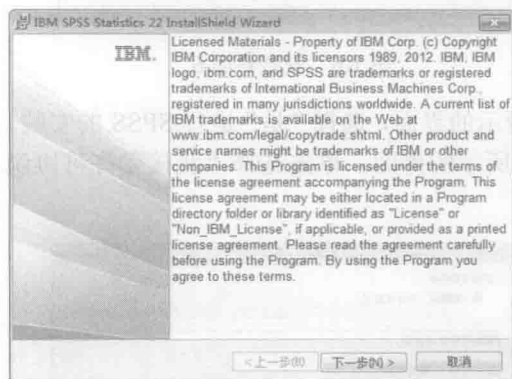 IBM SPSS Statistics 22 InstallShield Wizard
IBM.
Licensed Materials - Property of IBM Corp. (c) Copyright
IBM Corporation and its licensors 1989, 2012. IBM, IBM
logo, ibm.com, and SPSS are trademarks or registered
trademarks of International Business Machines Corp.,
registered in many jurisdictions worldwide. A current list of
IBM trademarks is available on the Web at
www.ibm.com/legal/copytrade.shtml. Other product and
service names might be trademarks of IBM or other
companies. This Program is licensed under the terms of
the license agreement accompanying the Program. This
license agreement may be either located in a Program
directory folder or library identified as "License" or
"Non_IBM_License", if applicable, or provided as a printed
license agreement. Please read the agreement carefully
before using the Program. By using the Program you
agree to these terms.
<上一步(B) 下一步(N) > 取消